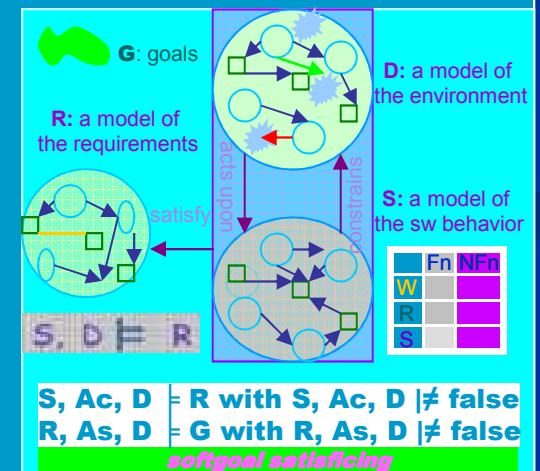 G: goals
R: a model of
the requirements
D: a model of
the environment
acts upon
constrains
satisfy
S: a model of
the sw behavior
Fn NFn
W
R
S
S, D ⊨ R
S, Ac, D ⊨ R with S, Ac, D |≠ false
R, As, D ⊨ G with R, As, D |≠ false
softgoal satisficing